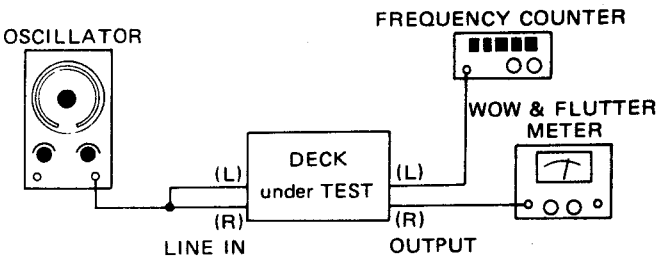 FREQUENCY COUNTER
OSCILLATOR
WOW & FLUTTER
METER
DECK
under TEST
(L)
(R)
(L)
(R)
LINE IN
OUTPUT